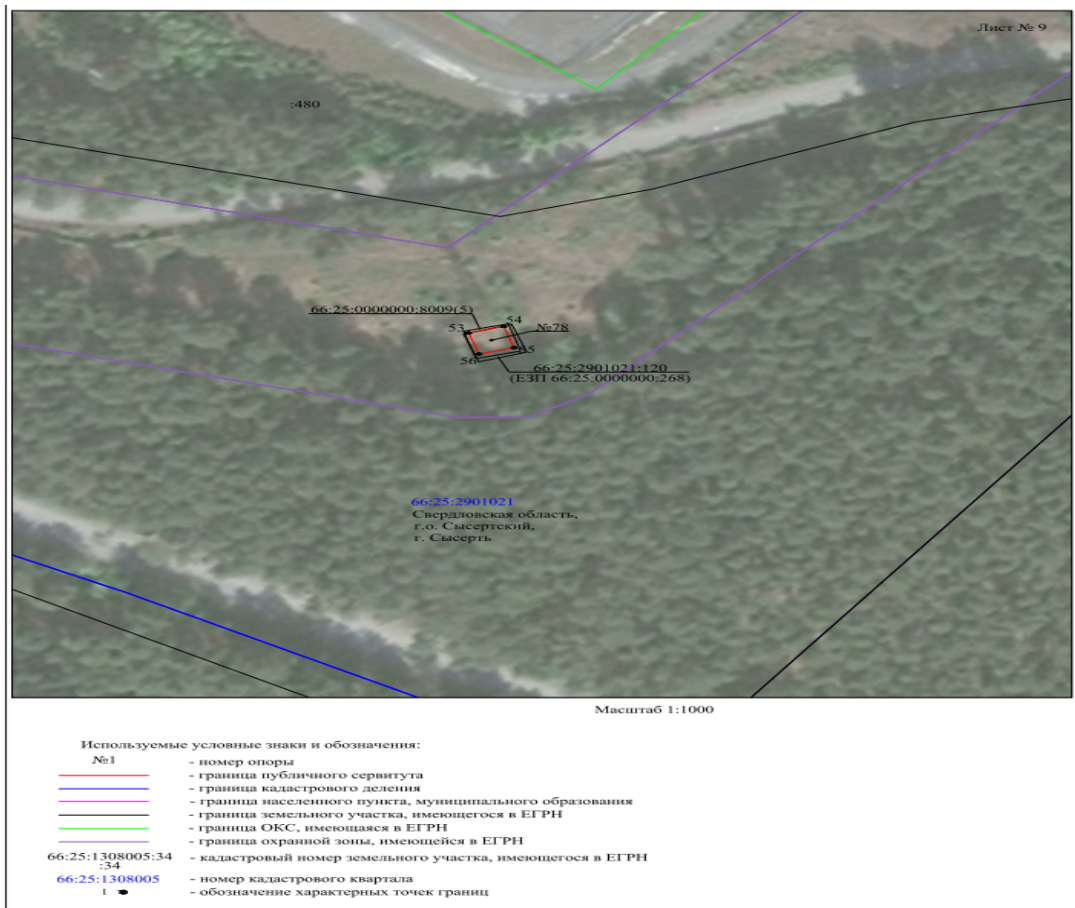 Лист № 9
:480
66:25:0000000:8009(5)
54
53
№78
55
56
66:25:2901021:120
(ЕЗП 66:25:0000000:268)
66:25:2901021
Свердловская область,
г.о. Сысертский,
г. Сысерть
Масштаб 1:1000
Используемые условные знаки и обозначения:
№1 - номер опоры
- граница публичного сервитута
- граница кадастрового деления
- граница населенного пункта, муниципального образования
- граница земельного участка, имеющегося в ЕГРН
- граница ОКС, имеющаяся в ЕГРН
- граница охранной зоны, имеющейся в ЕГРН
66:25:1308005:34 - кадастровый номер земельного участка, имеющегося в ЕГРН
:34
66:25:1308005 - номер кадастрового квартала
1 - обозначение характерных точек границ